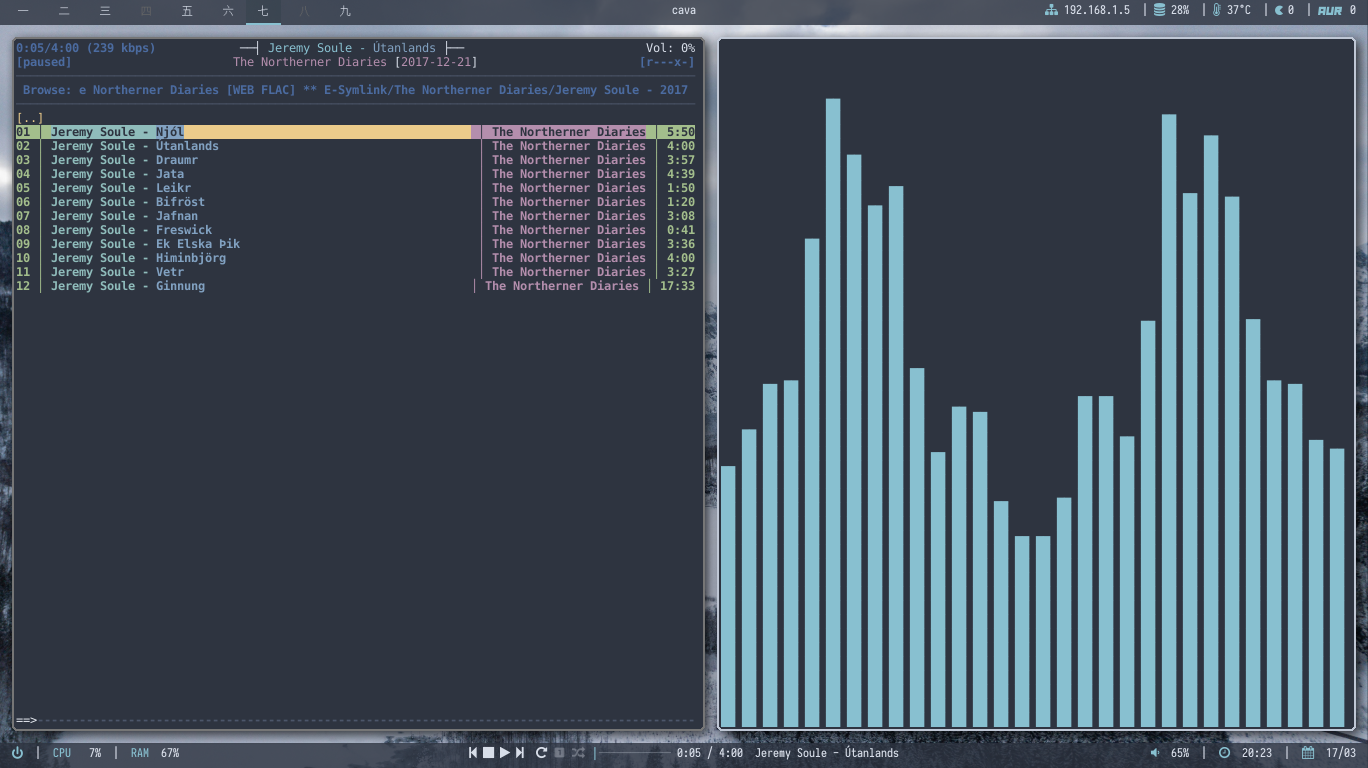 一 二 三 四 五 六 七 八 九 cava 192.168.1.5 | 28% | 37°C | 0 | AUR 0
0:05/4:00 (239 kbps) ──┤ Jeremy Soule - Útanlands ├── Vol: 0%
[paused] The Northerner Diaries [2017-12-21] [r---x-]
Browse: e Northerner Diaries [WEB FLAC] ** E-Symlink/The Northerner Diaries/Jeremy Soule - 2017
[..]
01 │ Jeremy Soule - Njól │ The Northerner Diaries │ 5:50
02 │ Jeremy Soule - Útanlands │ The Northerner Diaries │ 4:00
03 │ Jeremy Soule - Draumr │ The Northerner Diaries │ 3:57
04 │ Jeremy Soule - Jata │ The Northerner Diaries │ 4:39
05 │ Jeremy Soule - Leikr │ The Northerner Diaries │ 1:50
06 │ Jeremy Soule - Bifröst │ The Northerner Diaries │ 1:20
07 │ Jeremy Soule - Jafnan │ The Northerner Diaries │ 3:08
08 │ Jeremy Soule - Freswick │ The Northerner Diaries │ 0:41
09 │ Jeremy Soule - Ek Elska Þik │ The Northerner Diaries │ 3:36
10 │ Jeremy Soule - Himinbjörg │ The Northerner Diaries │ 4:00
11 │ Jeremy Soule - Vetr │ The Northerner Diaries │ 3:27
12 │ Jeremy Soule - Ginnung │ The Northerner Diaries │ 17:33
==>
| CPU 7% | RAM 67% 0:05 / 4:00 Jeremy Soule - Útanlands 65% | 20:23 | 17/03